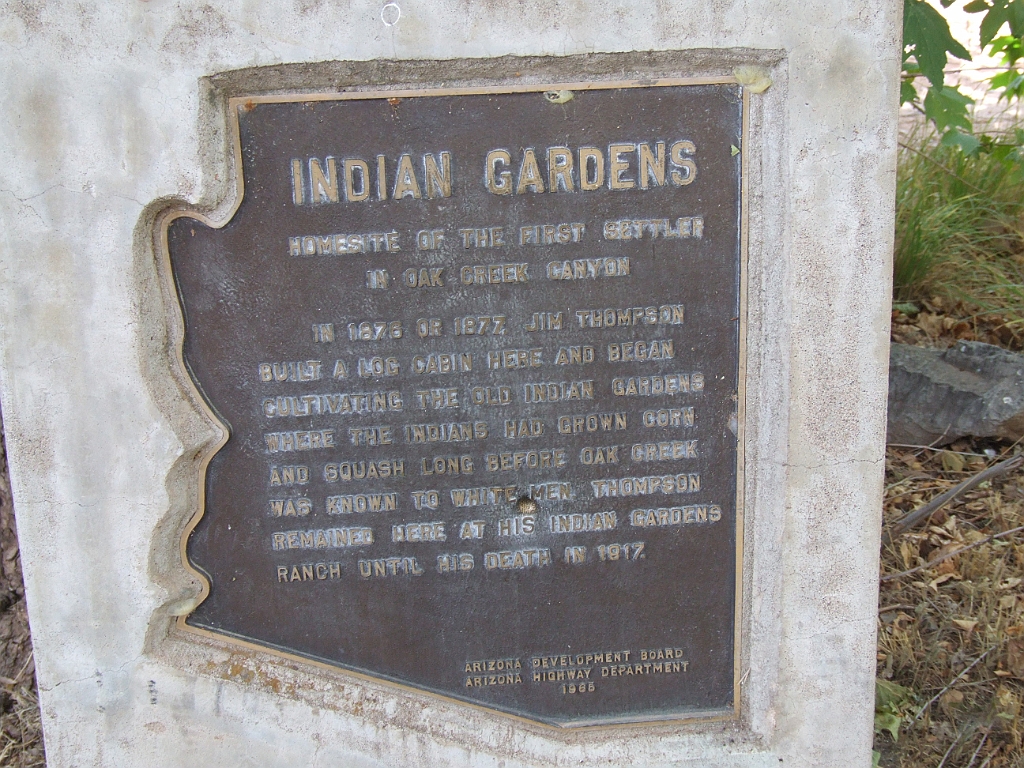 INDIAN GARDENS
HOMESITE OF THE FIRST SETTLER
IN OAK CREEK CANYON
IN 1876 OR 1877 JIM THOMPSON
BUILT A LOG CABIN HERE AND BEGAN
CULTIVATING THE OLD INDIAN GARDENS
WHERE THE INDIANS HAD GROWN CORN
AND SQUASH LONG BEFORE OAK CREEK
WAS KNOWN TO WHITE MEN THOMPSON
REMAINED HERE AT HIS INDIAN GARDENS
RANCH UNTIL HIS DEATH IN 1917.
ARIZONA DEVELOPMENT BOARD
ARIZONA HIGHWAY DEPARTMENT
1965